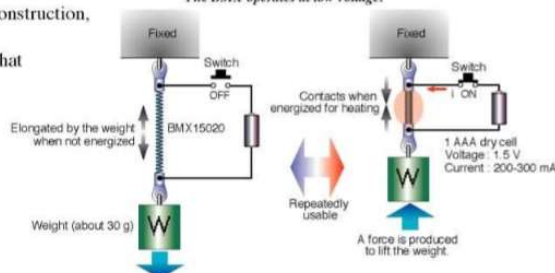 The BMX operates at low voltage.
onstruction,
hat
Fixed
Switch
OFF
Elongated by the weight
when not energized
BMX15020
Weight (about 30 g)
W
Repeatedly
usable
Fixed
Switch
i ON
Contacts when
energized for heating
1 AAA dry cell
Voltage : 1.5 V
Current : 200-300 mA
W
A force is produced
to lift the weight.